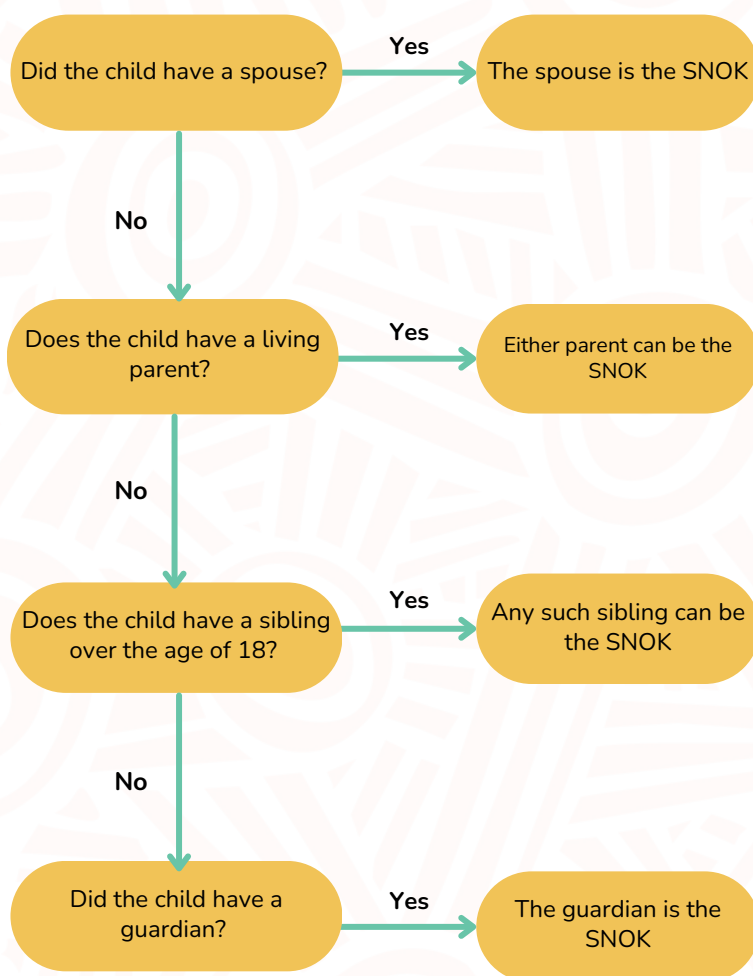 Did the child have a spouse?
Yes
The spouse is the SNOK
No
Does the child have a living
parent?
Yes
Either parent can be the
SNOK
No
Does the child have a sibling
over the age of 18?
Yes
Any such sibling can be
the SNOK
No
Did the child have a
guardian?
Yes
The guardian is the
SNOK